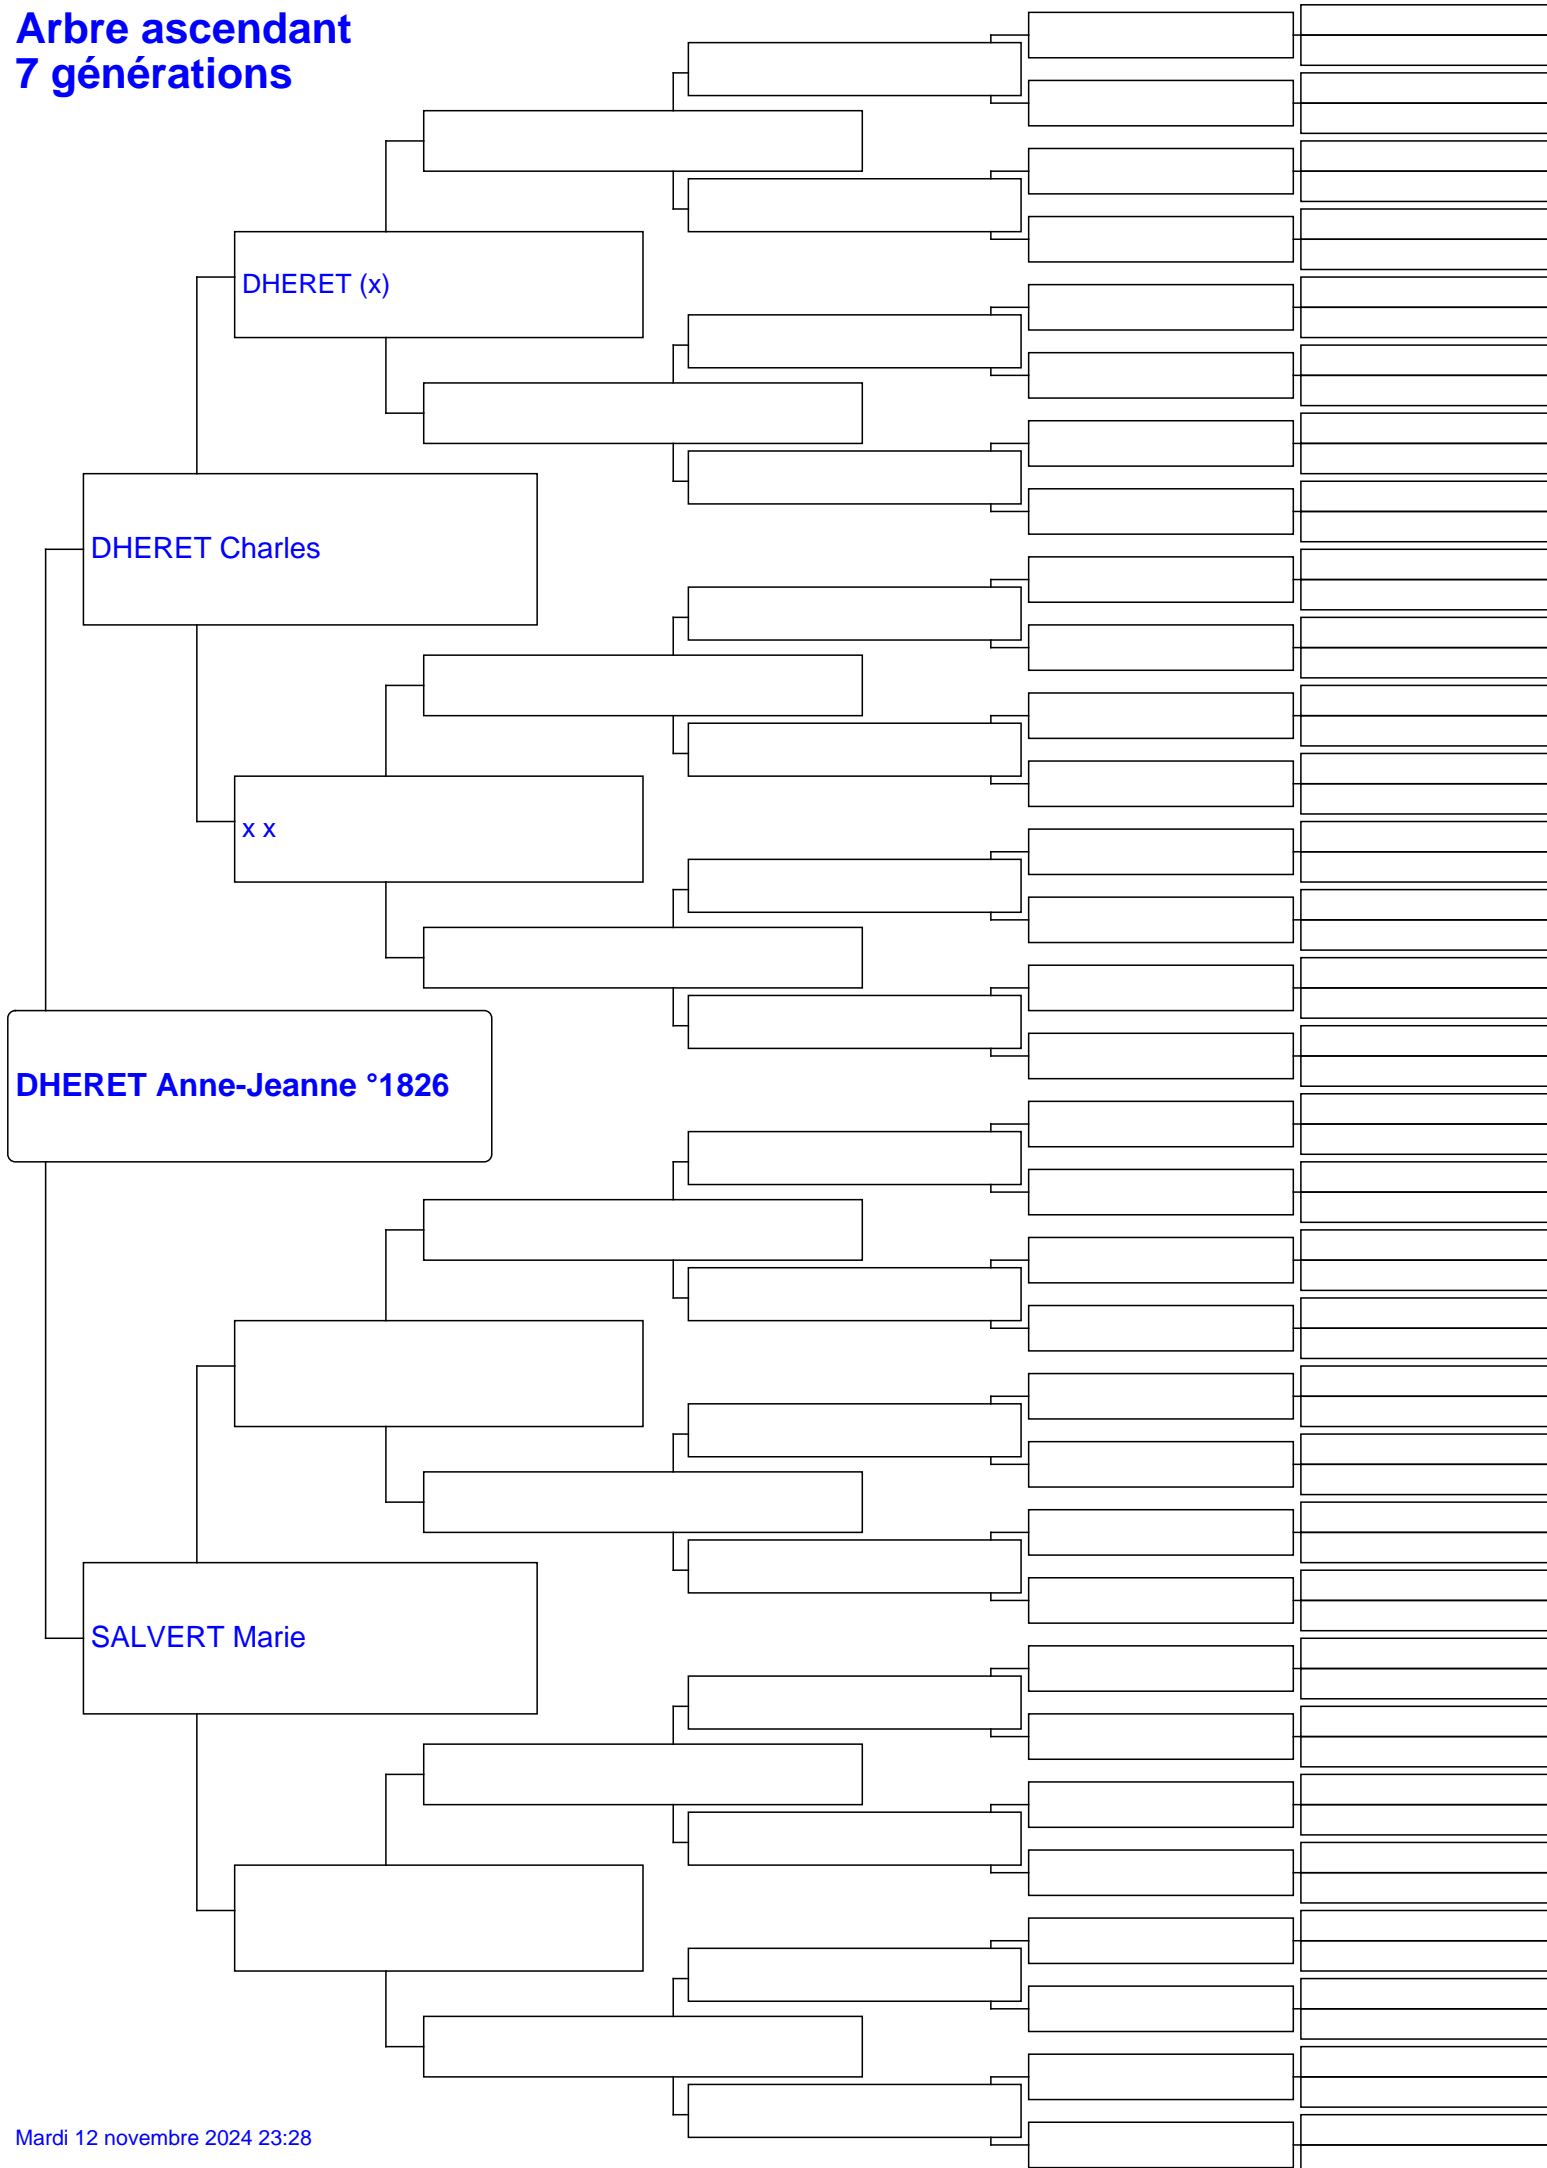 Arbre ascendant
7 générations
DHERET (x)
DHERET Charles
x x
DHERET Anne-Jeanne °1826
SALVERT Marie
Mardi 12 novembre 2024 23:28